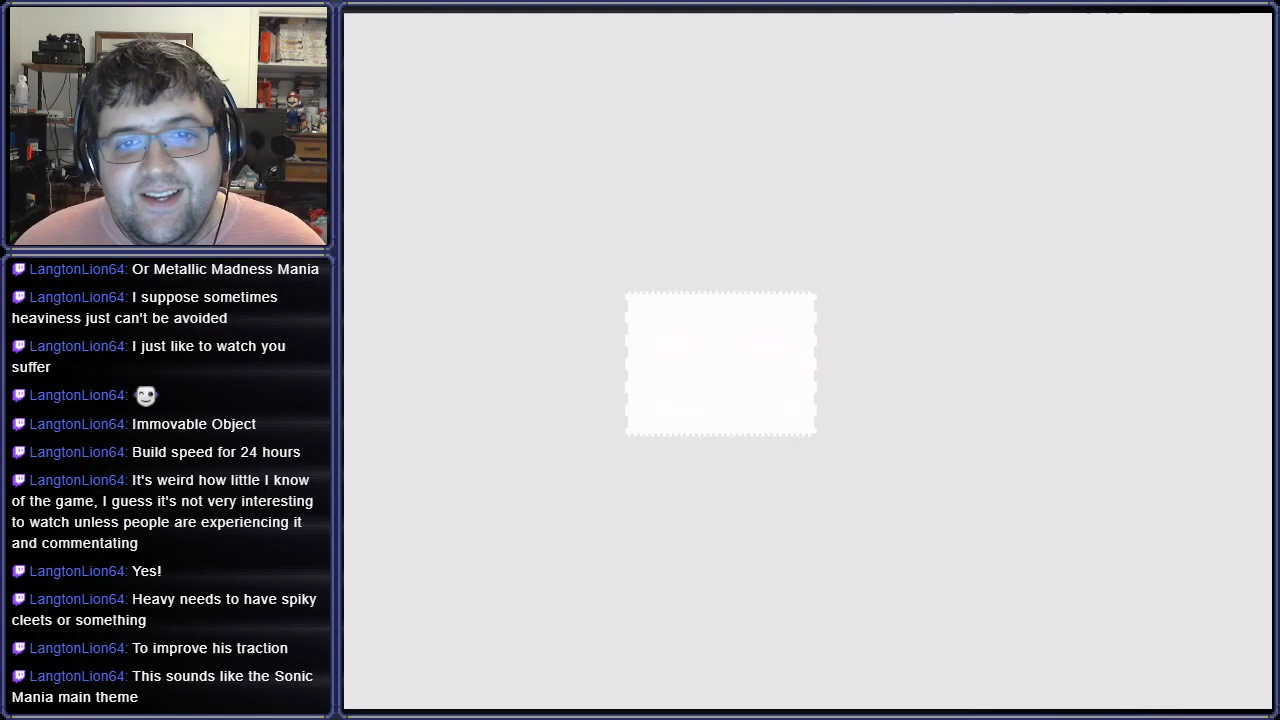 LangtonLion64: Or Metallic Madness Mania
LangtonLion64: I suppose sometimes
heaviness just can't be avoided
LangtonLion64: I just like to watch you
suffer
LangtonLion64:
LangtonLion64: Immovable Object
LangtonLion64: Build speed for 24 hours
LangtonLion64: It's weird how little I know
of the game, I guess it's not very interesting
to watch unless people are experiencing it
and commentating
LangtonLion64: Yes!
LangtonLion64: Heavy needs to have spiky
cleets or something
LangtonLion64: To improve his traction
LangtonLion64: This sounds like the Sonic
Mania main theme